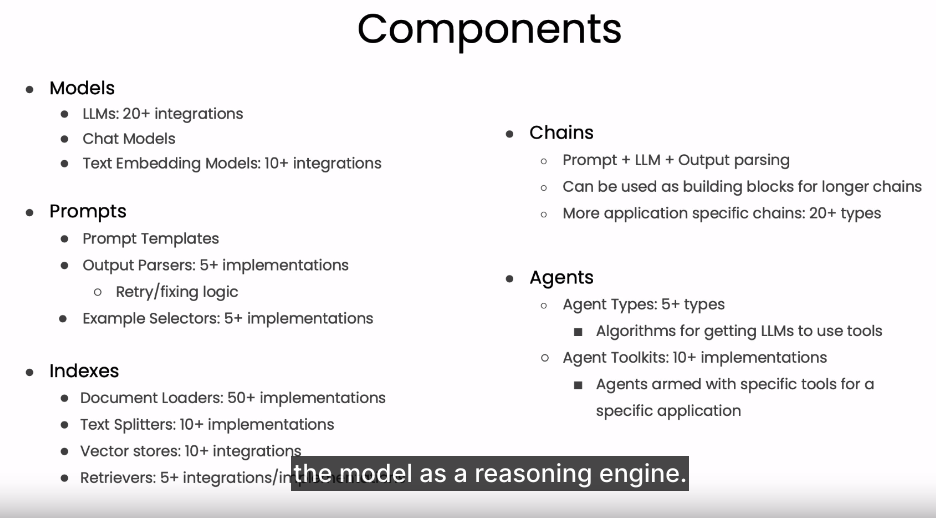 Components
Models
LLMs: 20+ integrations
Chat Models
Text Embedding Models: 10+ integrations
Prompts
Prompt Templates
Output Parsers: 5+ implementations
Retry/fixing logic
Example Selectors: 5+ implementations
Indexes
Document Loaders: 50+ implementations
Text Splitters: 10+ implementations
Vector stores: 10+ integrations
Retrievers: 5+ integrations/
Chains
Prompt + LLM + Output parsing
Can be used as building blocks for longer chains
More application specific chains: 20+ types
Agents
Agent Types: 5+ types
Algorithms for getting LLMs to use tools
Agent Toolkits: 10+ implementations
Agents armed with specific tools for a
specific application
the model as a reasoning engine.